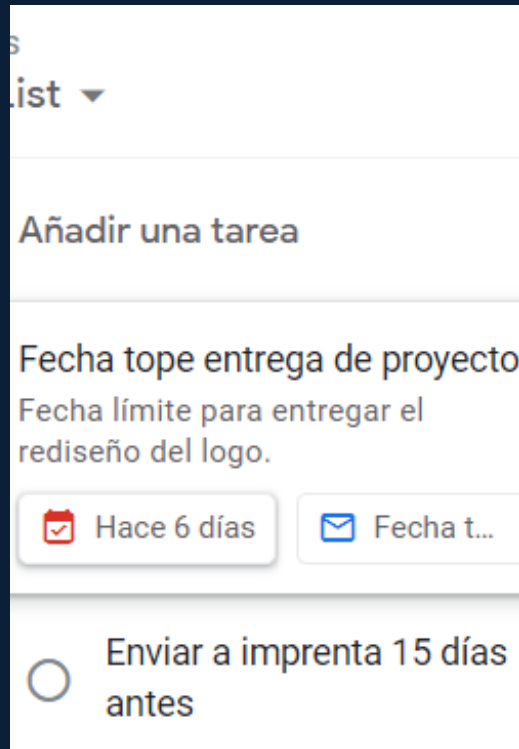 s
list
Añadir una tarea
Fecha tope entrega de proyecto
Fecha límite para entregar el
rediseño del logo.
Hace 6 días
Fecha t...
Enviar a imprenta 15 días
antes